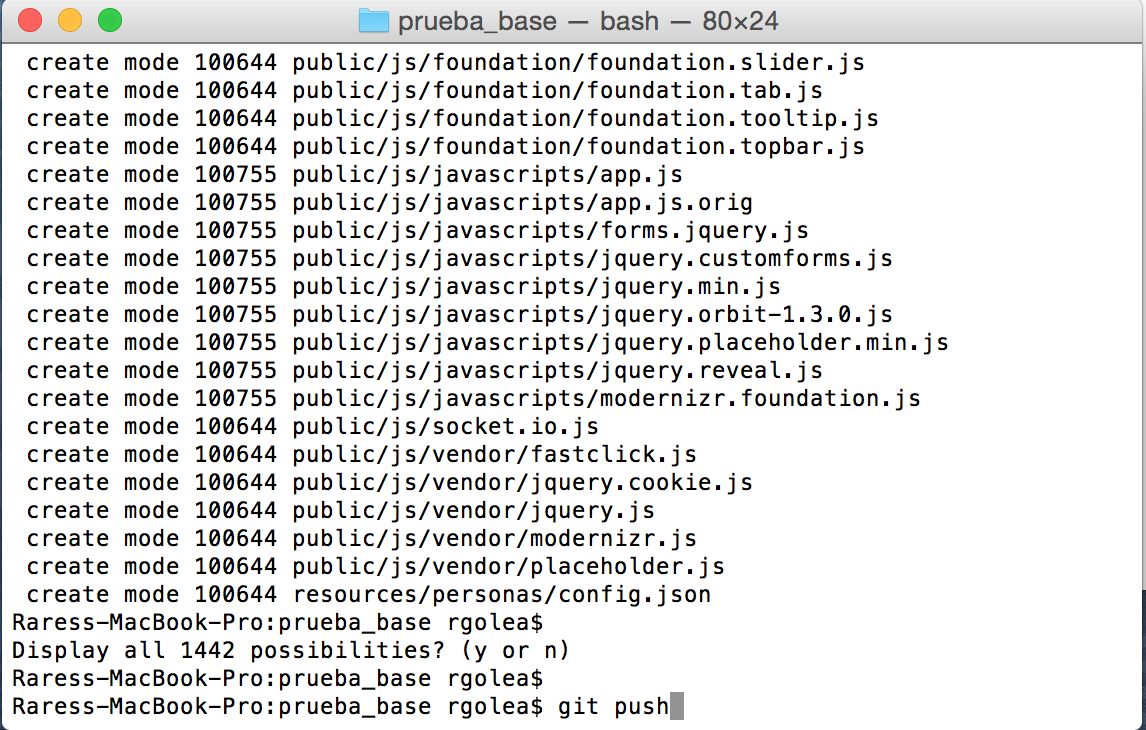 prueba_base — bash — 80×24
create mode 100644 public/js/foundation/foundation.slider.js
create mode 100644 public/js/foundation/foundation.tab.js
create mode 100644 public/js/foundation/foundation.tooltip.js
create mode 100644 public/js/foundation/foundation.topbar.js
create mode 100755 public/js/javascripts/app.js
create mode 100755 public/js/javascripts/app.js.orig
create mode 100755 public/js/javascripts/forms.jquery.js
create mode 100755 public/js/javascripts/jquery.customforms.js
create mode 100755 public/js/javascripts/jquery.min.js
create mode 100755 public/js/javascripts/jquery.orbit-1.3.0.js
create mode 100755 public/js/javascripts/jquery.placeholder.min.js
create mode 100755 public/js/javascripts/jquery.reveal.js
create mode 100755 public/js/javascripts/modernizr.foundation.js
create mode 100644 public/js/socket.io.js
create mode 100644 public/js/vendor/fastclick.js
create mode 100644 public/js/vendor/jquery.cookie.js
create mode 100644 public/js/vendor/jquery.js
create mode 100644 public/js/vendor/modernizr.js
create mode 100644 public/js/vendor/placeholder.js
create mode 100644 resources/personas/config.json
Raress-MacBook-Pro:prueba_base rgolea$
Display all 1442 possibilities? (y or n)
Raress-MacBook-Pro:prueba_base rgolea$
Raress-MacBook-Pro:prueba_base rgolea$ git push